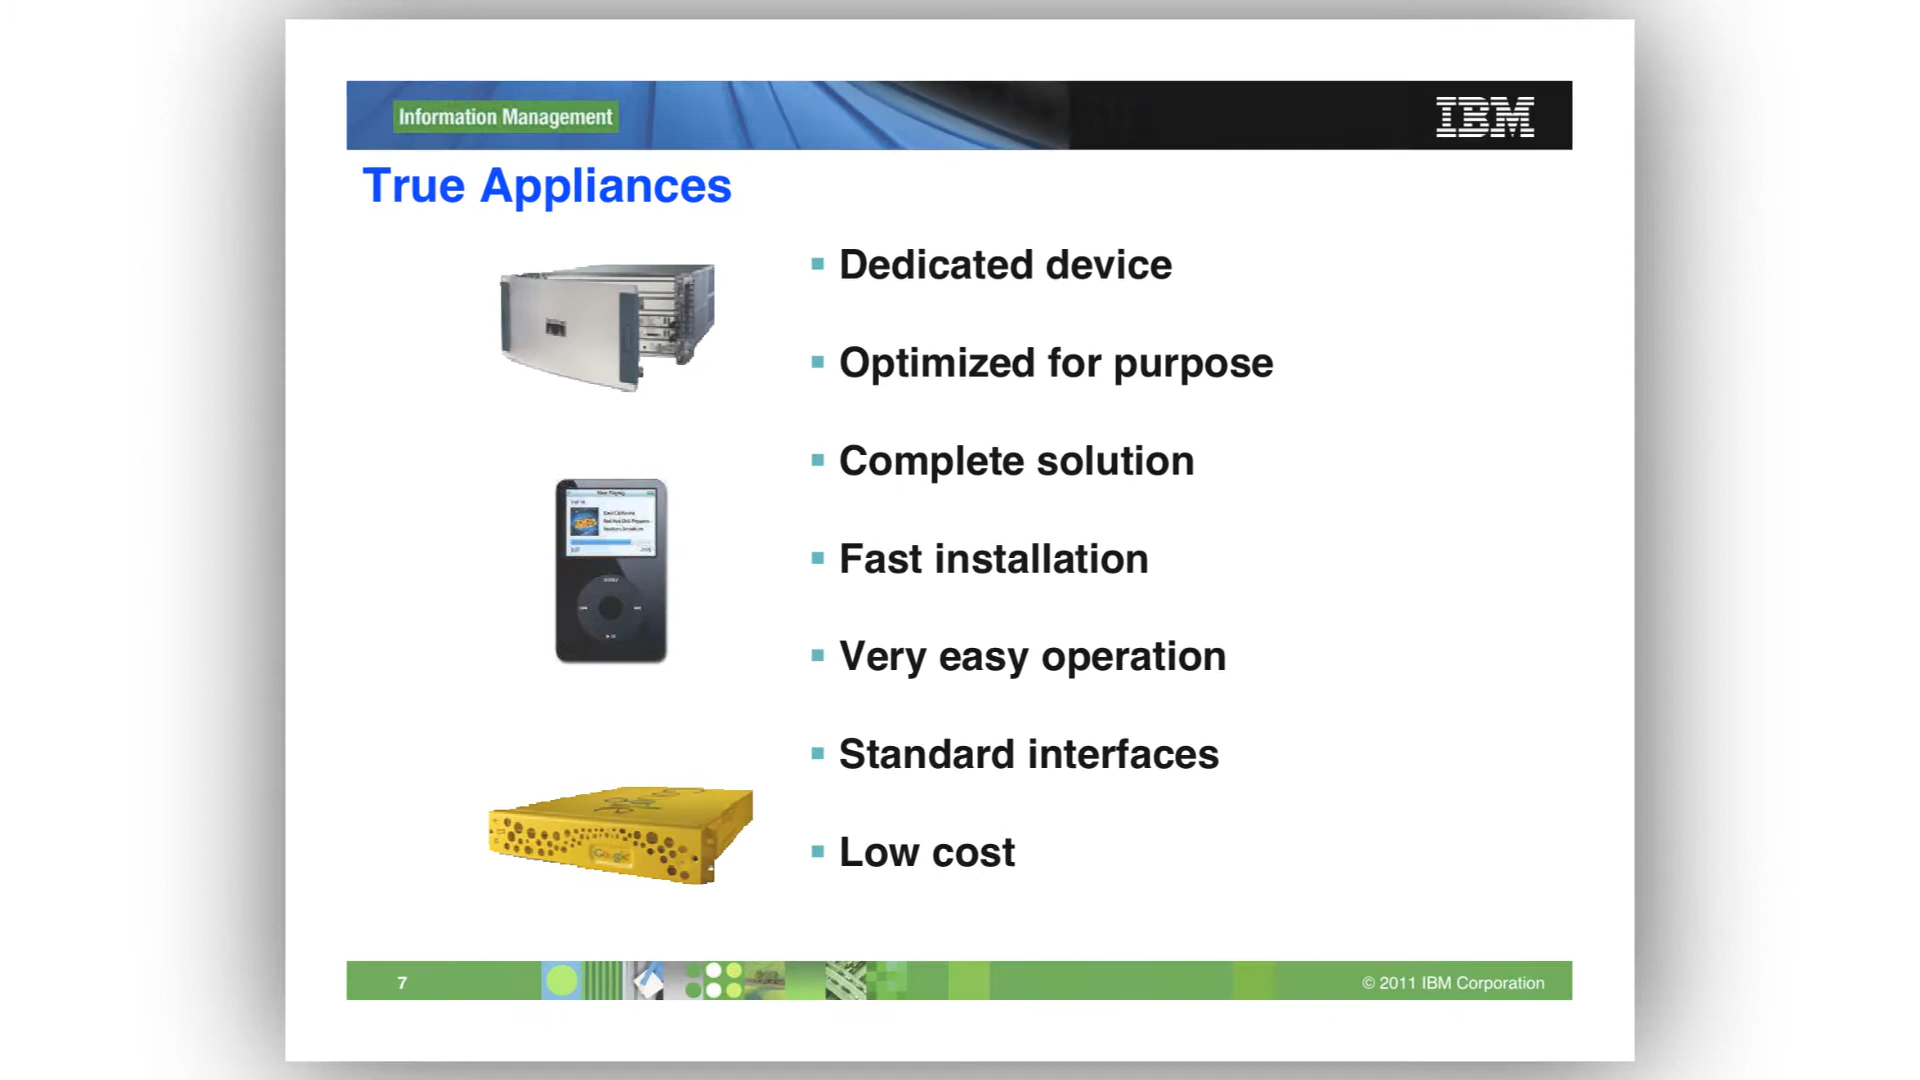 Information Management
IBM
True Appliances
Dedicated device
Optimized for purpose
Complete solution
Fast installation
Very easy operation
Standard interfaces
Low cost
Google
7
© 2011 IBM Corporation